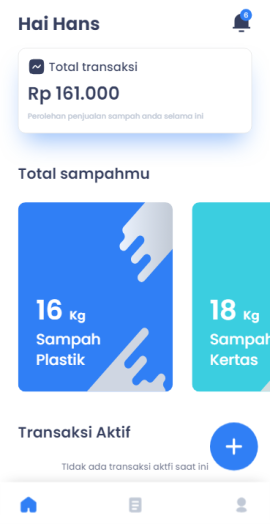 Hai Hans
6
Total transaksi
Rp 161.000
Perolehan penjualan sampah anda selama ini
Total sampahmu
16 Kg
Sampah
Plastik
18 Kg
Sampah
Kertas
Transaksi Aktif
Tidak ada transaksi aktfi saat ini